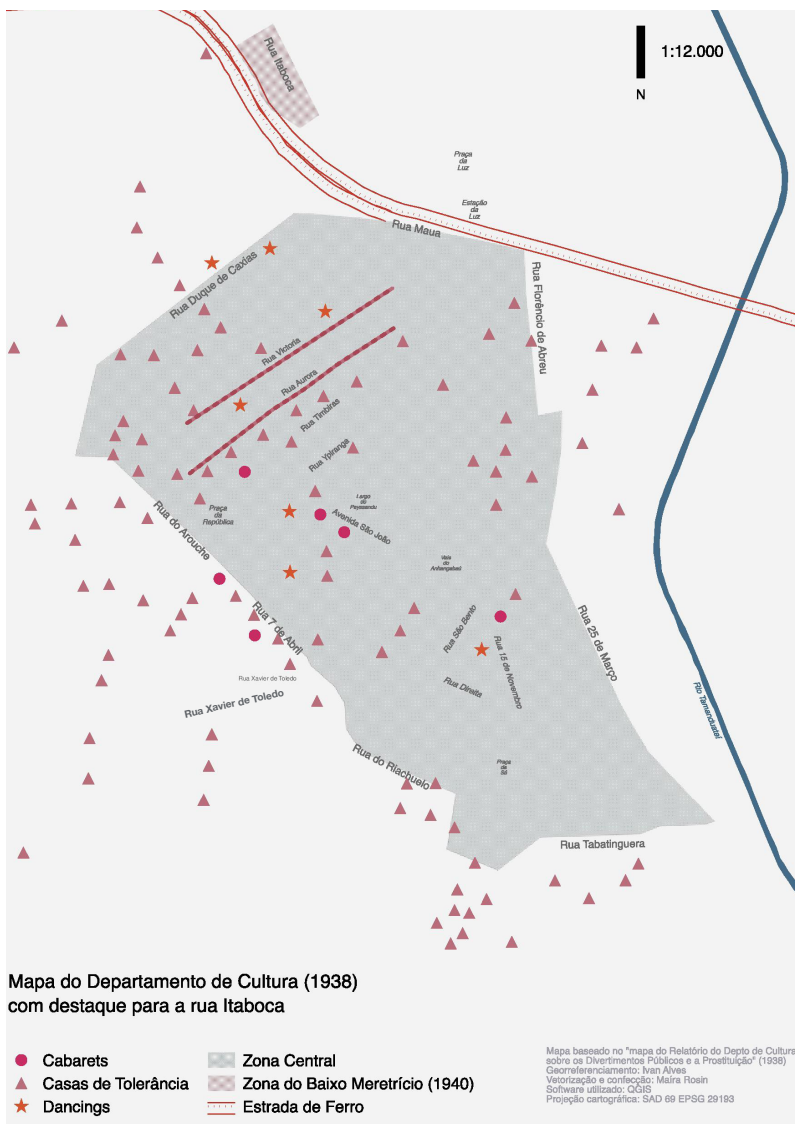 Rua Itaboca
1:12.000
N
Praça
da
Luz
Estação
da
Luz
Rua Maua
Rua Duque de Caxias
Rua Florêncio de Abreu
Rua Victoria
Rua Aurora
Rua Timbiras
Rua Ypiranga
Largo
do
Payssandu
Praça
da
República
Avenida São João
Rua do Arouche
Vale
do
Anhangabaú
Rua 7 de Abril
Rua São Bento
Rua 25 de Março
Rua 15 de Novembro
Rua Direita
Rua Xavier de Toledo
Rua Xavier de Toledo
Rio Tamanduateí
Rua do Riachuelo
Praça
da
Sé
Rua Tabatinguera
Mapa do Departamento de Cultura (1938)
com destaque para a rua Itaboca
Cabarets
Casas de Tolerância
Dancings
Zona Central
Zona do Baixo Meretrício (1940)
Estrada de Ferro
Mapa baseado no "mapa do Relatório do Depto de Cultura
sobre os Divertimentos Públicos e a Prostituição" (1938)
Georreferenciamento: Ivan Alves
Vetorização e confecção: Maíra Rosin
Software utilizado: QGIS
Projeção cartográfica: SAD 69 EPSG 29193